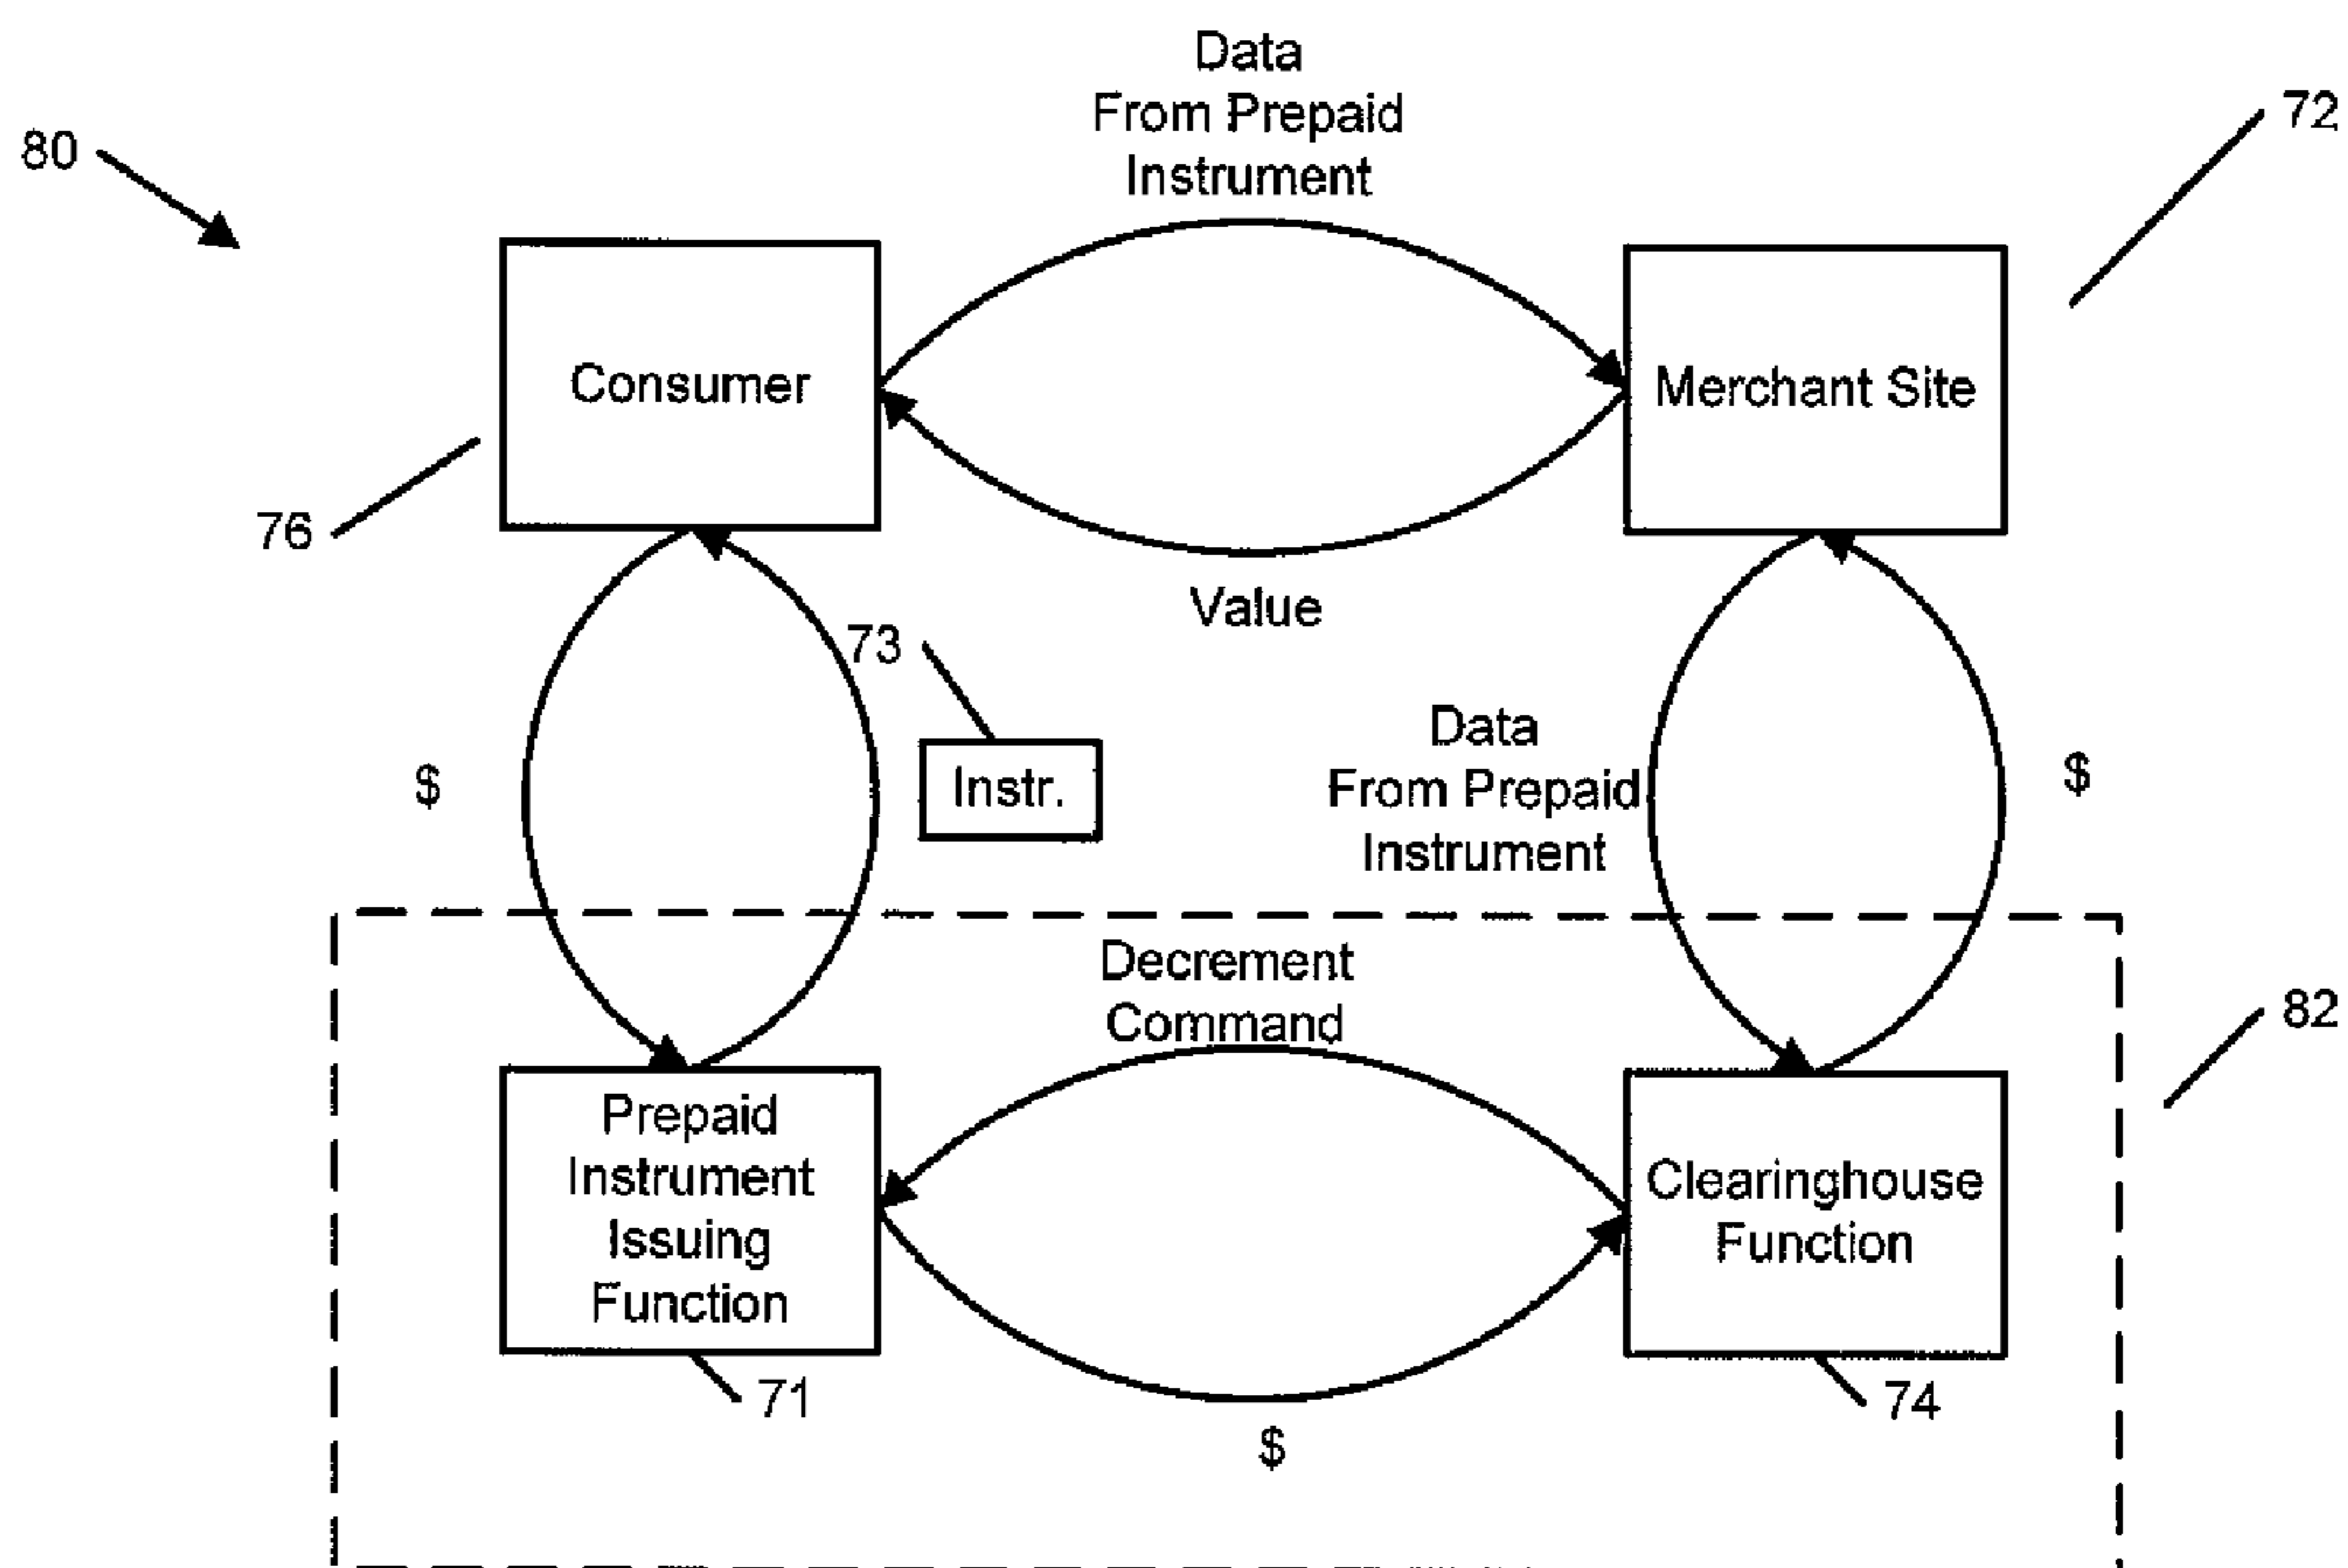 Data
From Prepaid
Instrument
72
80
Consumer
Merchant Site
76
Value
73
Data
From Prepaid
Instrument
$
Instr.
$
Decrement
Command
82
Prepaid
Instrument
Issuing
Function
Clearinghouse
Function
71
74
$